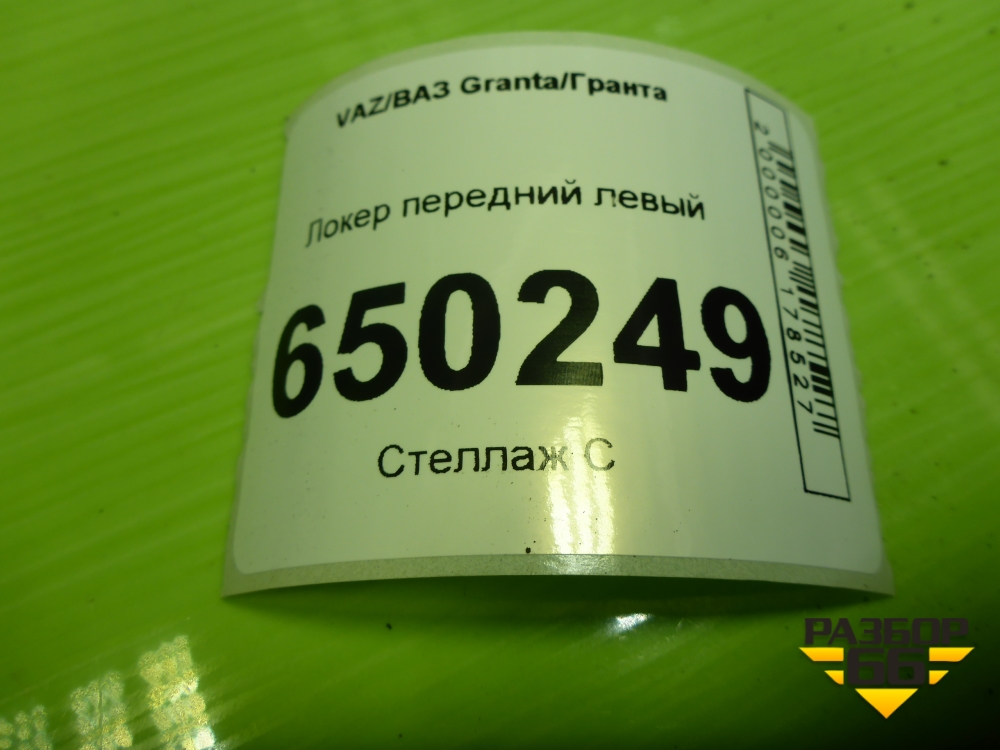 VAZ/ВАЗ Granta/Гранта
Локер передний левый
650249
Стеллаж С
2000006178527
РАЗБОР
66